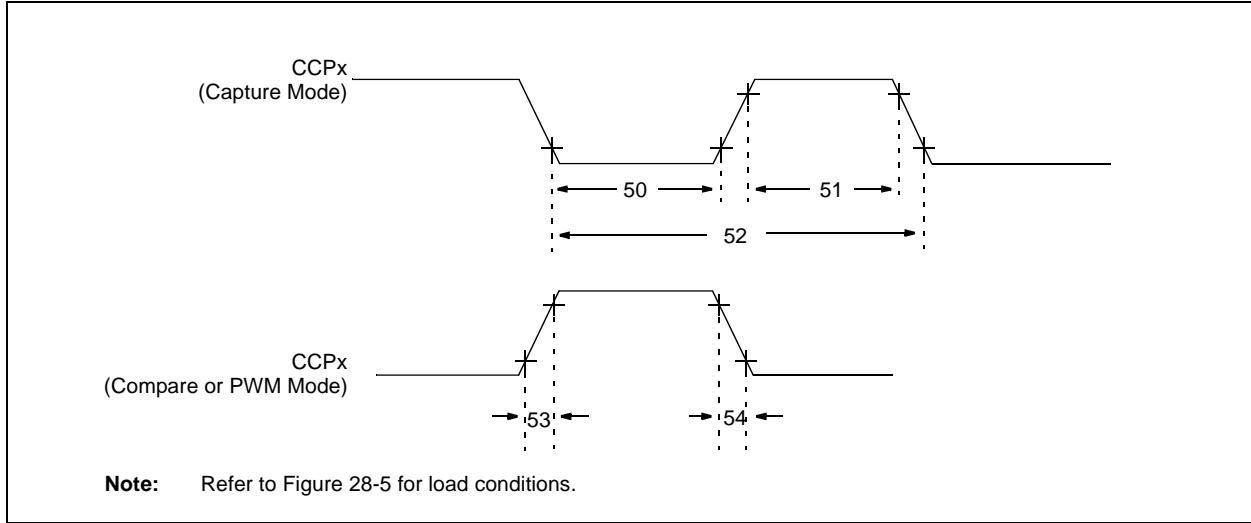 CCPx
(Capture Mode)
50
51
52
CCPx
(Compare or PWM Mode)
53
54
Note: Refer to Figure 28-5 for load conditions.